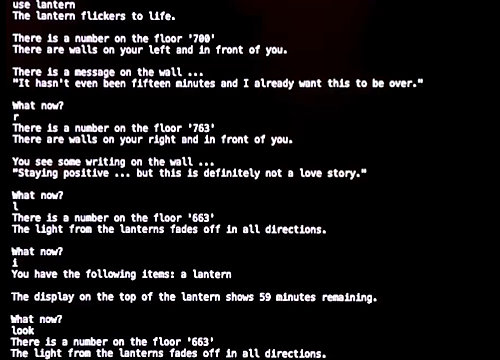 use lantern
The lantern flickers to life.
There is a number on the floor '700'
There are walls on your left and in front of you.
There is a message on the wall ...
"It hasn't even been fifteen minutes and I already want this to be over."
What now?
r
There is a number on the floor '763'
There are walls on your right and in front of you.
You see some writing on the wall ...
"Staying positive ... but this is definitely not a love story."
What now?
l
There is a number on the floor '663'
The light from the lanterns fades off in all directions.
What now?
i
You have the following items: a lantern
The display on the top of the lantern shows 59 minutes remaining.
What now?
look
There is a number on the floor '663'
The light from the lanterns fades off in all directions.